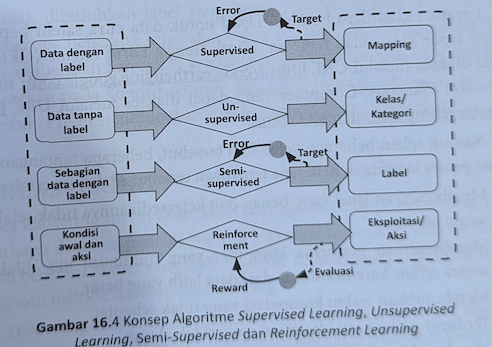 Error
Target
Data dengan
label
Supervised
Mapping
Data tanpa
label
Un-
supervised
Kelas/
Kategori
Error
Target
Sebagian
data dengan
label
Semi-
supervised
Label
Kondisi
awal dan
aksi
Reinforce
ment
Eksploitasi/
Aksi
Reward
Evaluasi
Gambar 16.4 Konsep Algoritme Supervised Learning, Unsupervised
Learning, Semi-Supervised dan Reinforcement Learning